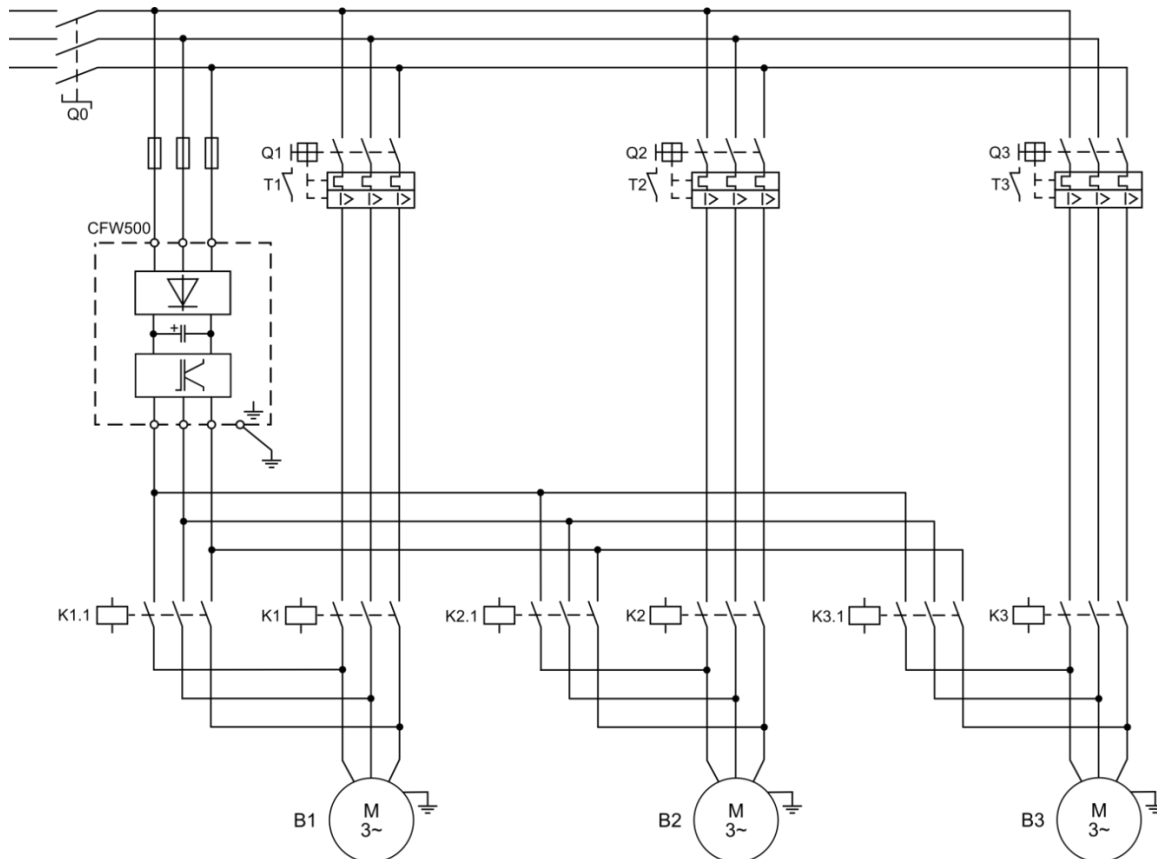 Q0
Q1
Q2
Q3
T1
T2
T3
I> I> I>
I> I> I>
I> I> I>
CFW500
+
K1.1
K1
K2.1
K2
K3.1
K3
B1
M
3~
B2
M
3~
B3
M
3~